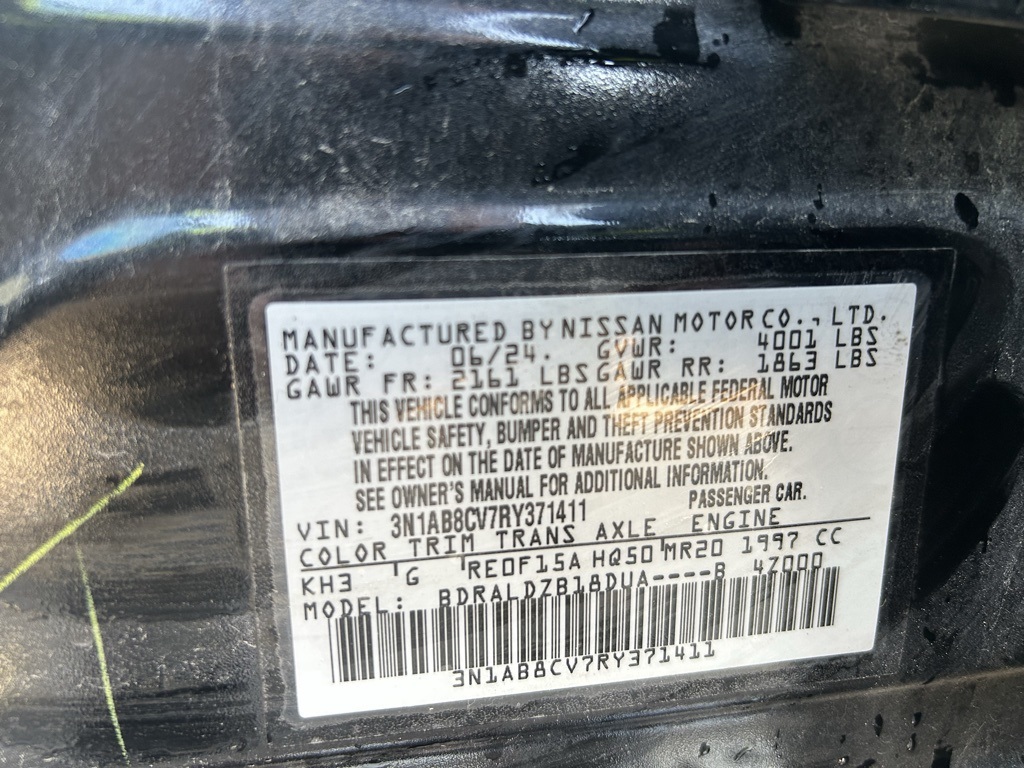 MANUFACTURED BY NISSAN MOTOR CO., LTD.
DATE: 06/24. GVWR: 4001 LBS
GAWR FR: 2161 LBS GAWR RR: 1863 LBS
THIS VEHICLE CONFORMS TO ALL APPLICABLE FEDERAL MOTOR
VEHICLE SAFETY, BUMPER AND THEFT PREVENTION STANDARDS
IN EFFECT ON THE DATE OF MANUFACTURE SHOWN ABOVE.
SEE OWNER'S MANUAL FOR ADDITIONAL INFORMATION.
VIN: 3N1AB8CV7RY371411 PASSENGER CAR.
COLOR TRIM TRANS AXLE ENGINE
KH3 G RE0F15A HQ50 MR20 1997 CC
MODEL: BDRALDZB18DUA----B 4Z000
3N1AB8CV7RY371411